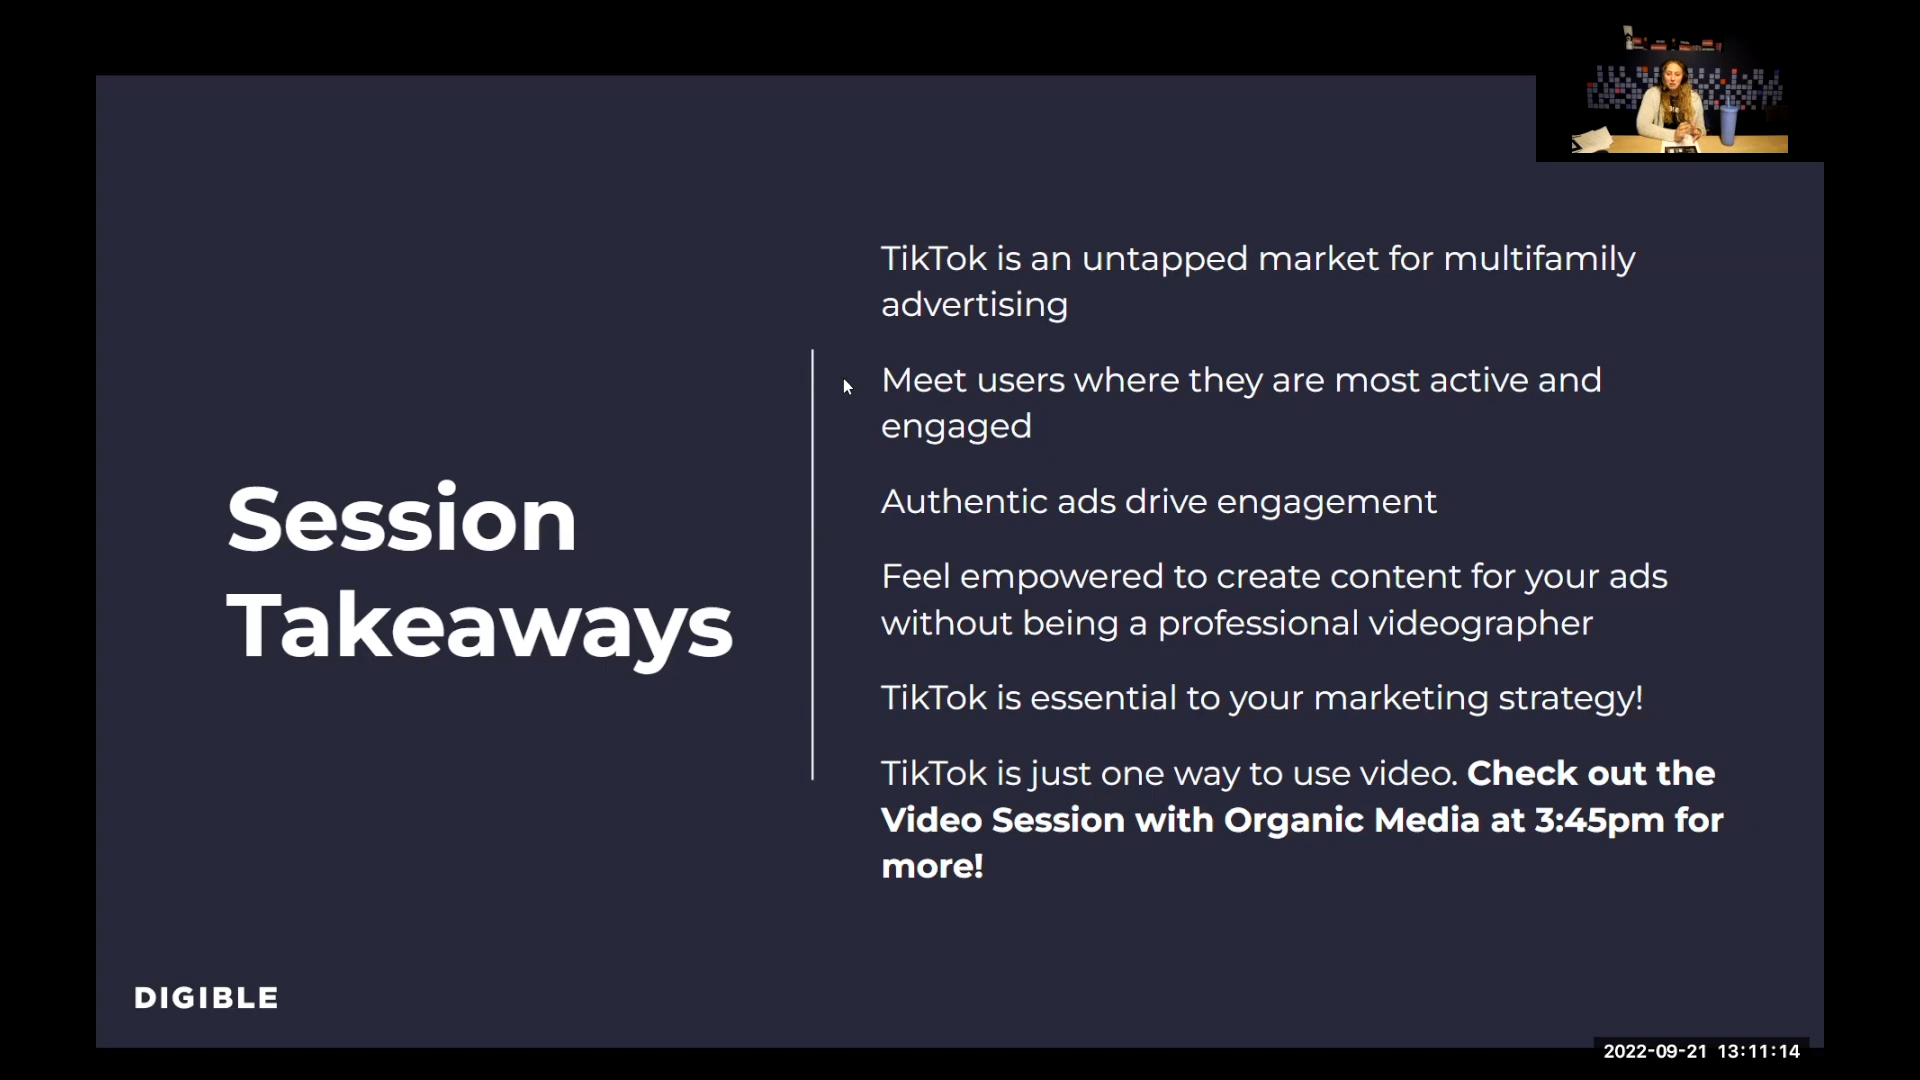 Session
Takeaways
TikTok is an untapped market for multifamily
advertising
Meet users where they are most active and
engaged
Authentic ads drive engagement
Feel empowered to create content for your ads
without being a professional videographer
TikTok is essential to your marketing strategy!
TikTok is just one way to use video. Check out the
Video Session with Organic Media at 3:45pm for
more!
DIGIBLE
2022-09-21 13:11:14